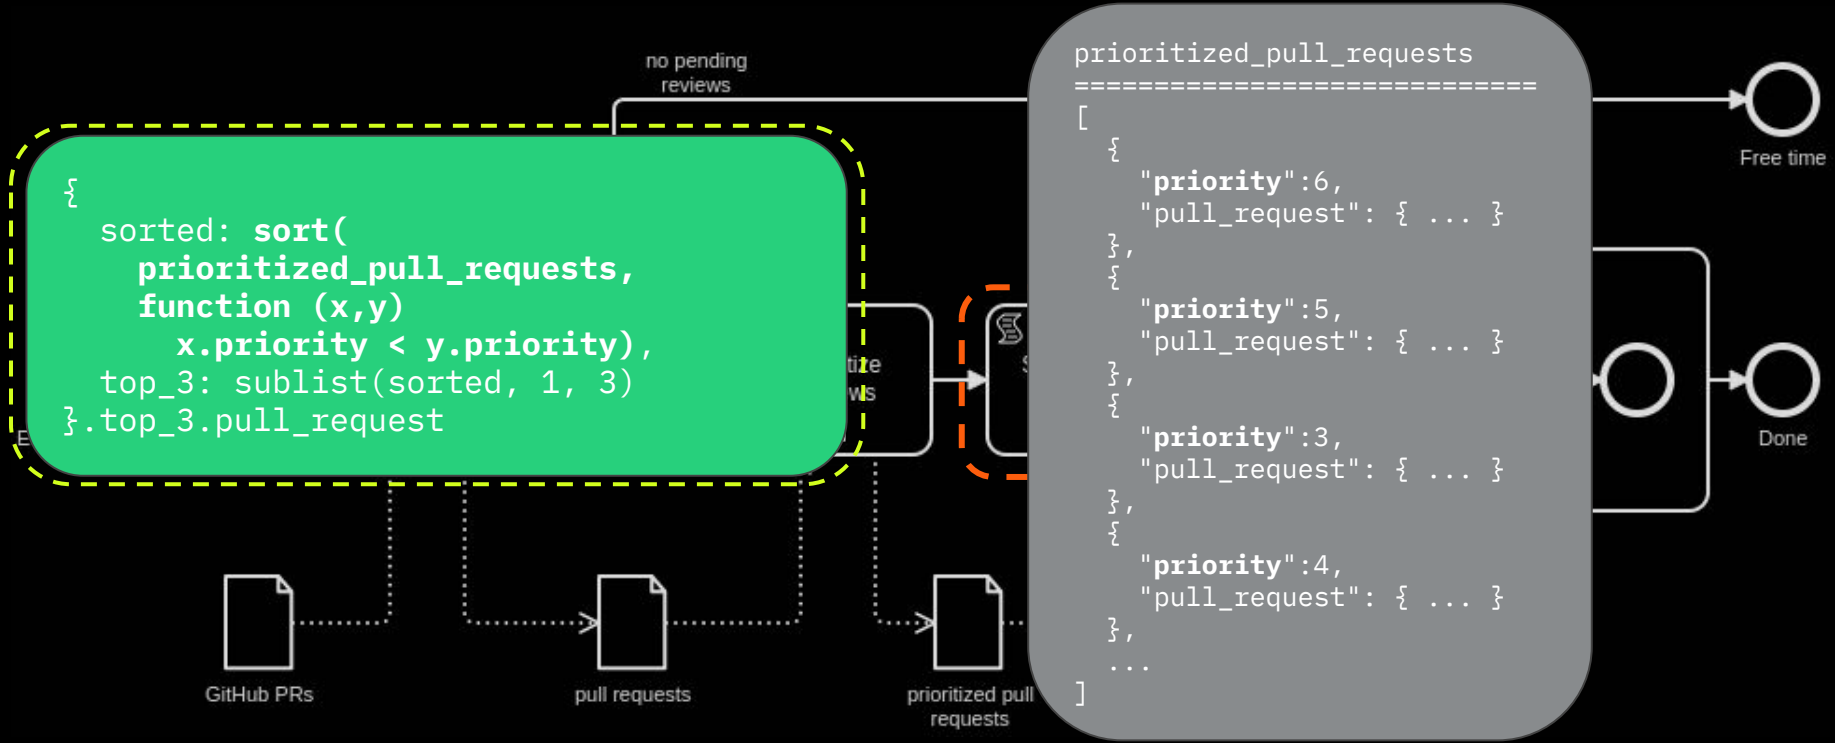 no pending
reviews
{
  sorted: sort(
    prioritized_pull_requests,
    function (x,y)
      x.priority < y.priority),
  top_3: sublist(sorted, 1, 3)
}.top_3.pull_request
GitHub PRs
pull requests
prioritized pull
requests
prioritized_pull_requests
=============================
[
  {
    "priority":6,
    "pull_request": { ... }
  },
  {
    "priority":5,
    "pull_request": { ... }
  },
  {
    "priority":3,
    "pull_request": { ... }
  },
  {
    "priority":4,
    "pull_request": { ... }
  },
  ...
]
Free time
Done